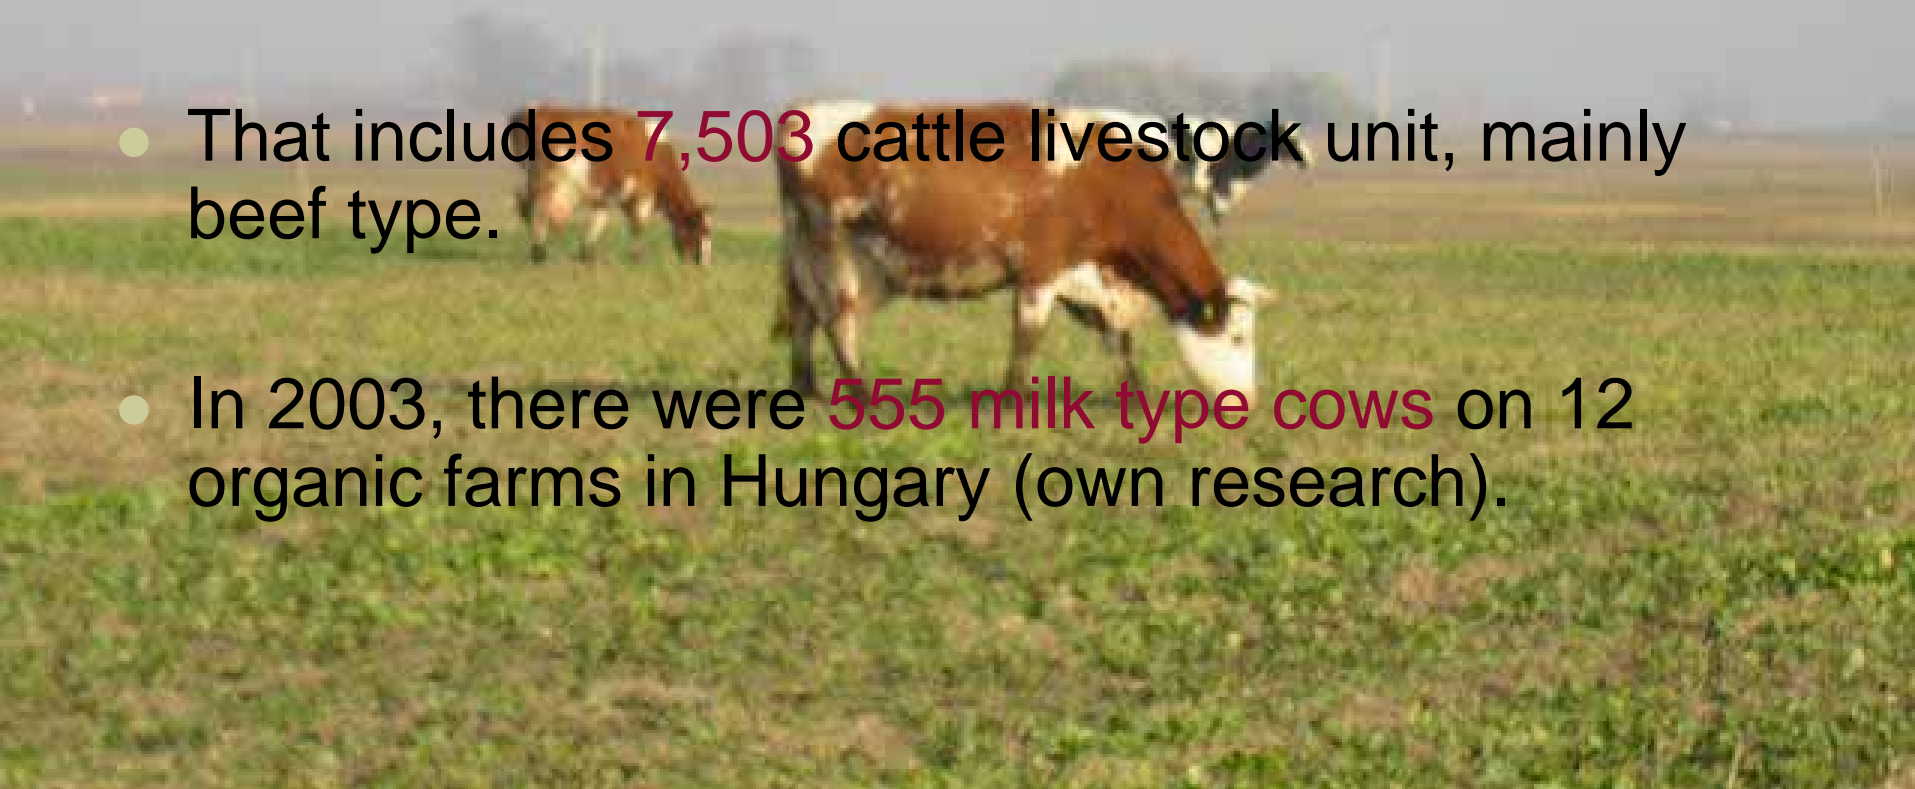 That includes 7,503 cattle livestock unit, mainly
beef type.
In 2003, there were 555 milk type cows on 12
organic farms in Hungary (own research).